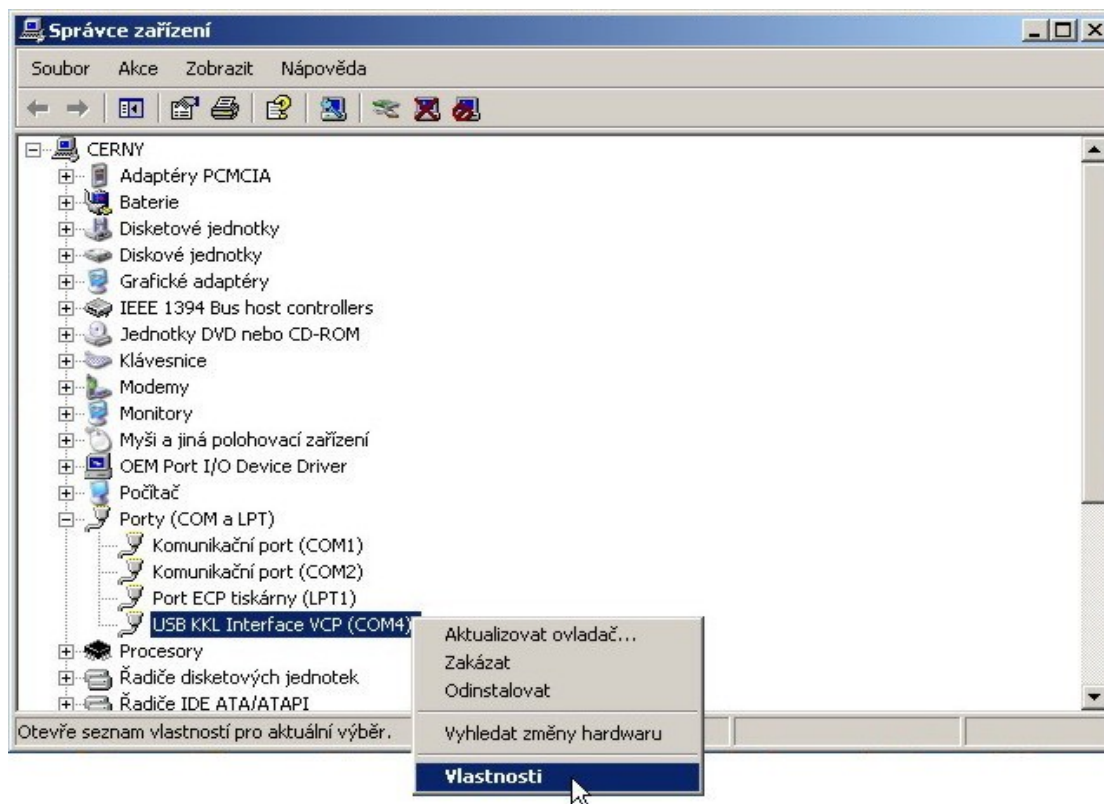 Správce zařízení
Soubor Akce Zobrazit Nápověda
CERNY
Adaptéry PCMCIA
Baterie
Disketové jednotky
Diskové jednotky
Grafické adaptéry
IEEE 1394 Bus host controllers
Jednotky DVD nebo CD-ROM
Klávesnice
Modemy
Monitory
Myši a jiná polohovací zařízení
OEM Port I/O Device Driver
Počítač
Porty (COM a LPT)
Komunikační port (COM1)
Komunikační port (COM2)
Port ECP tiskárny (LPT1)
USB KKL Interface VCP (COM4)
Procesory
Řadiče disketových jednotek
Řadiče IDE ATA/ATAPI
Aktualizovat ovladač...
Zakázat
Odinstalovat
Vyhledat změny hardwaru
Vlastnosti
Otevře seznam vlastností pro aktuální výběr.